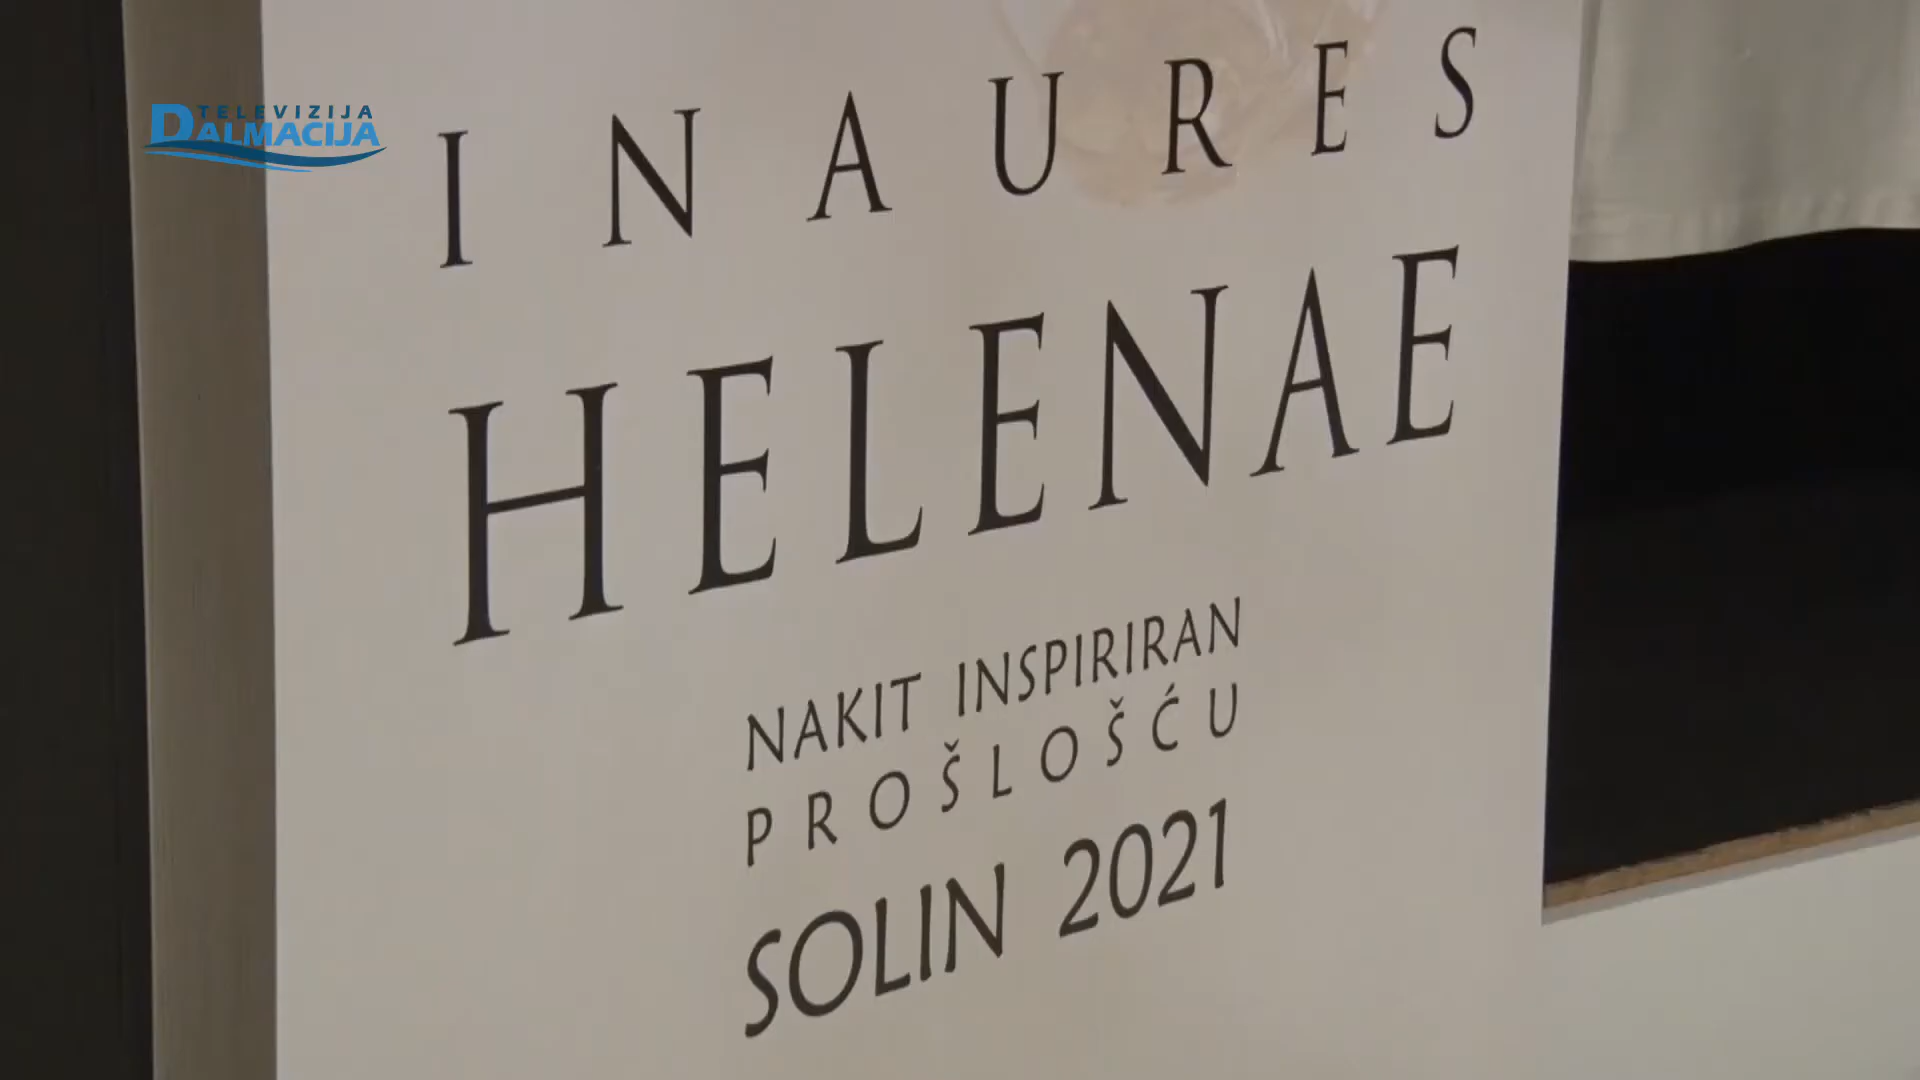 TELEVIZIJA
DALMACIJA
INAURES
HELENAE
NAKIT INSPIRIRAN
PROŠLOŠĆU
SOLIN 2021